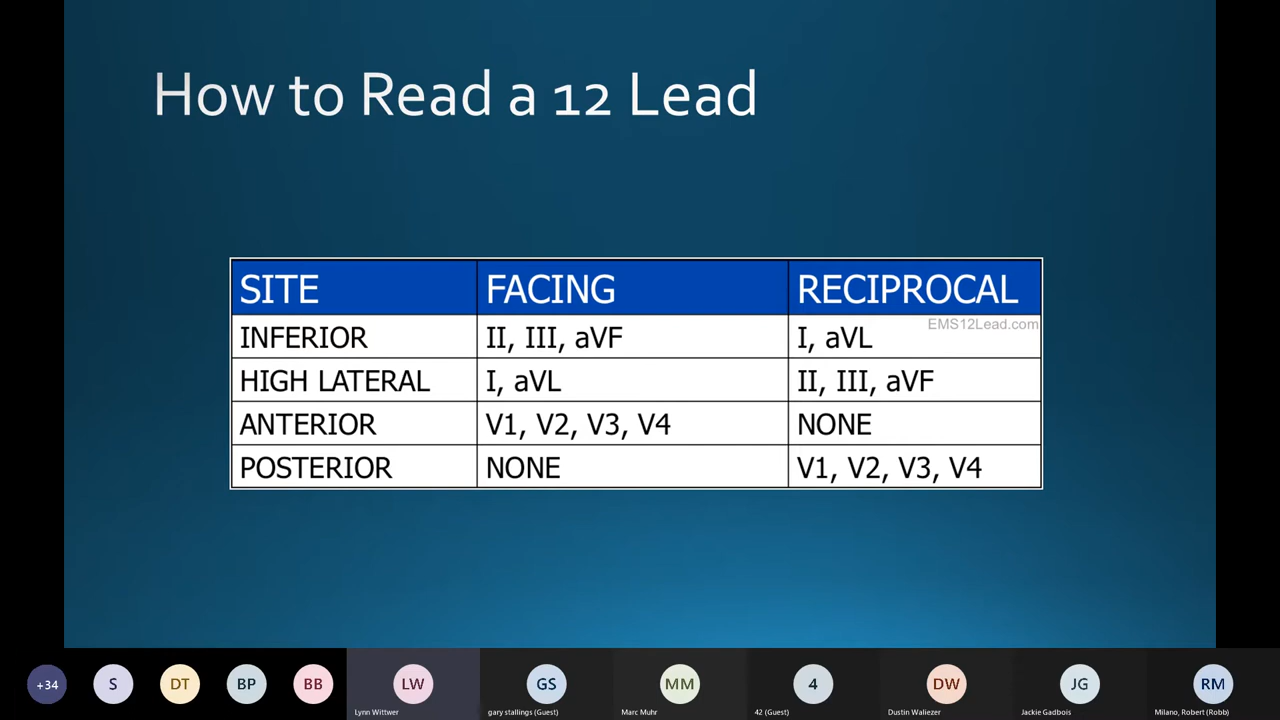 How to Read a 12 Lead
SITE FACING RECIPROCAL
EMS12Lead.com
INFERIOR II, III, aVF I, aVL
HIGH LATERAL I, aVL II, III, aVF
ANTERIOR V1, V2, V3, V4 NONE
POSTERIOR NONE V1, V2, V3, V4
+34 S DT BP BB LW GS MM 4 DW JG RM
Lynn Wittwer gary stallings (Guest) Marc Muhr 42 (Guest) Dustin Waliezer Jackie Gadbois Milano, Robert (Robb)